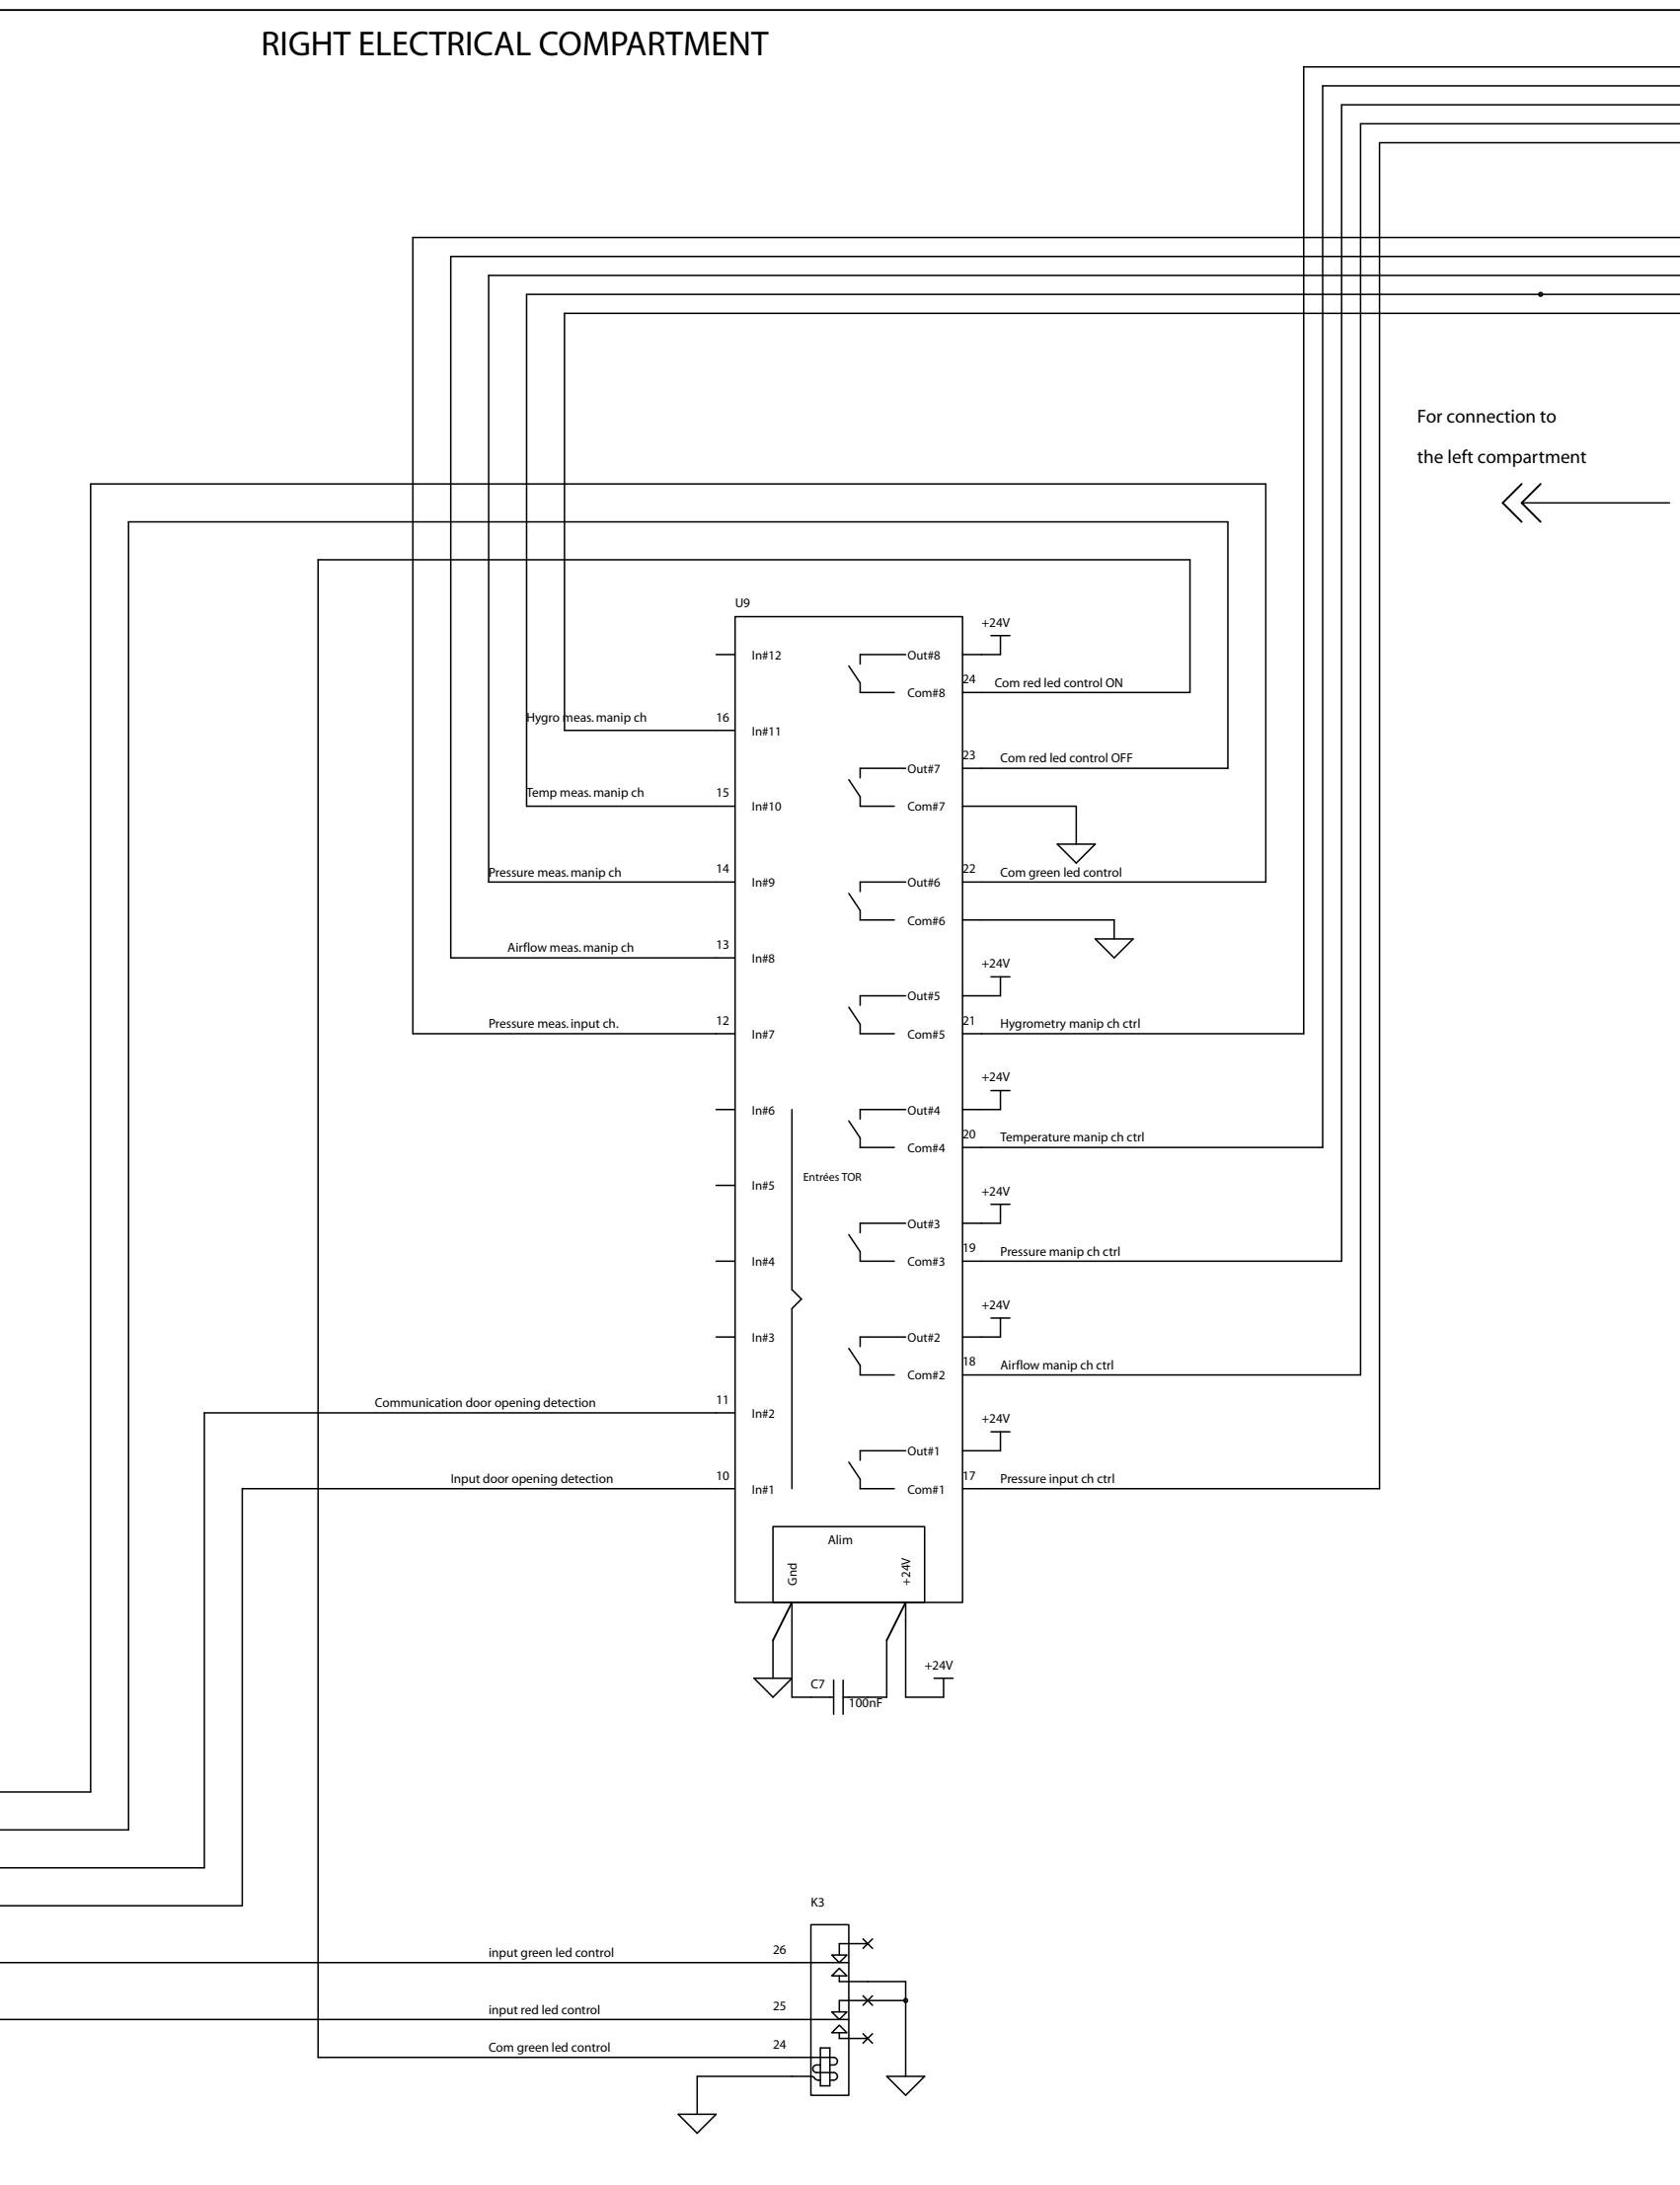 RIGHT ELECTRICAL COMPARTMENT
For connection to
the left compartment
U9
+24V
In#12
Out#8
24
Com red led control ON
Com#8
Hygro meas. manip ch
16
In#11
23
Com red led control OFF
Out#7
Temp meas. manip ch
15
In#10
Com#7
Pressure meas. manip ch
14
In#9
22
Com green led control
Out#6
Com#6
Airflow meas. manip ch
13
In#8
+24V
Out#5
Pressure meas. input ch.
12
In#7
21
Hygrometry manip ch ctrl
Com#5
+24V
In#6
Out#4
20
Temperature manip ch ctrl
Com#4
Entrées TOR
In#5
+24V
Out#3
19
Pressure manip ch ctrl
In#4
Com#3
+24V
In#3
Out#2
18
Airflow manip ch ctrl
Com#2
Communication door opening detection
11
In#2
+24V
Out#1
Input door opening detection
10
In#1
17
Pressure input ch ctrl
Com#1
Alim
Gnd
+24V
+24V
C7
100nF
K3
input green led control
26
input red led control
25
Com green led control
24